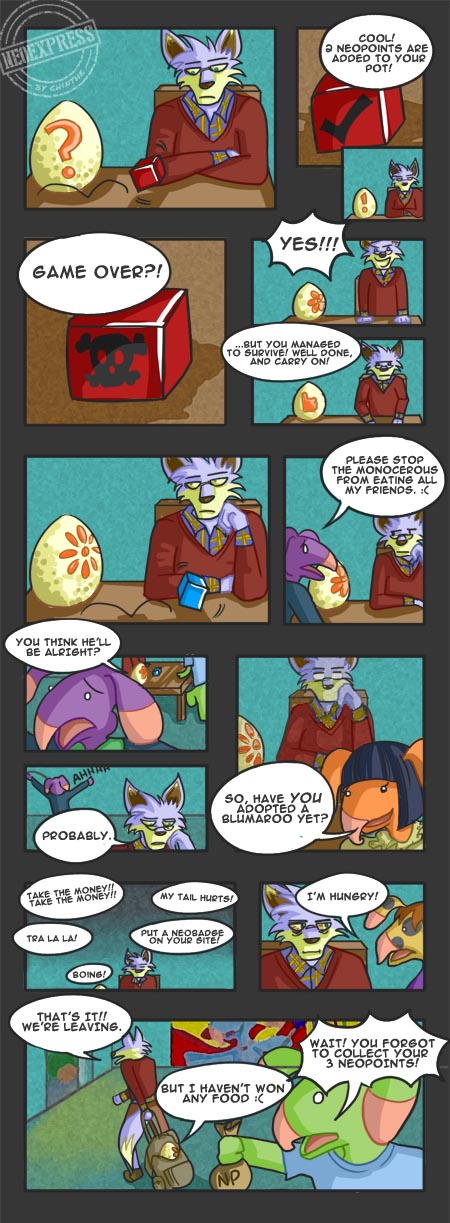 NEOEXPRESS
BY CHINTHE
?
COOL!
2 NEOPOINTS ARE
ADDED TO YOUR
POT!
!
GAME OVER?!
YES!!!
...BUT YOU MANAGED
TO SURVIVE! WELL DONE,
AND CARRY ON!
PLEASE STOP
THE MONOCEROUS
FROM EATING ALL
MY FRIENDS. :(
YOU THINK HE'LL
BE ALRIGHT?
AHHHH
PROBABLY.
SO, HAVE YOU
ADOPTED A
BLUMAROO YET?
TAKE THE MONEY!!
TAKE THE MONEY!!
MY TAIL HURTS!
TRA LA LA!
PUT A NEOBADGE
ON YOUR SITE!
BOING!
I'M HUNGRY!
THAT'S IT!!
WE'RE LEAVING.
WAIT! YOU FORGOT
TO COLLECT YOUR
3 NEOPOINTS!
BUT I HAVEN'T WON
ANY FOOD :(
NP